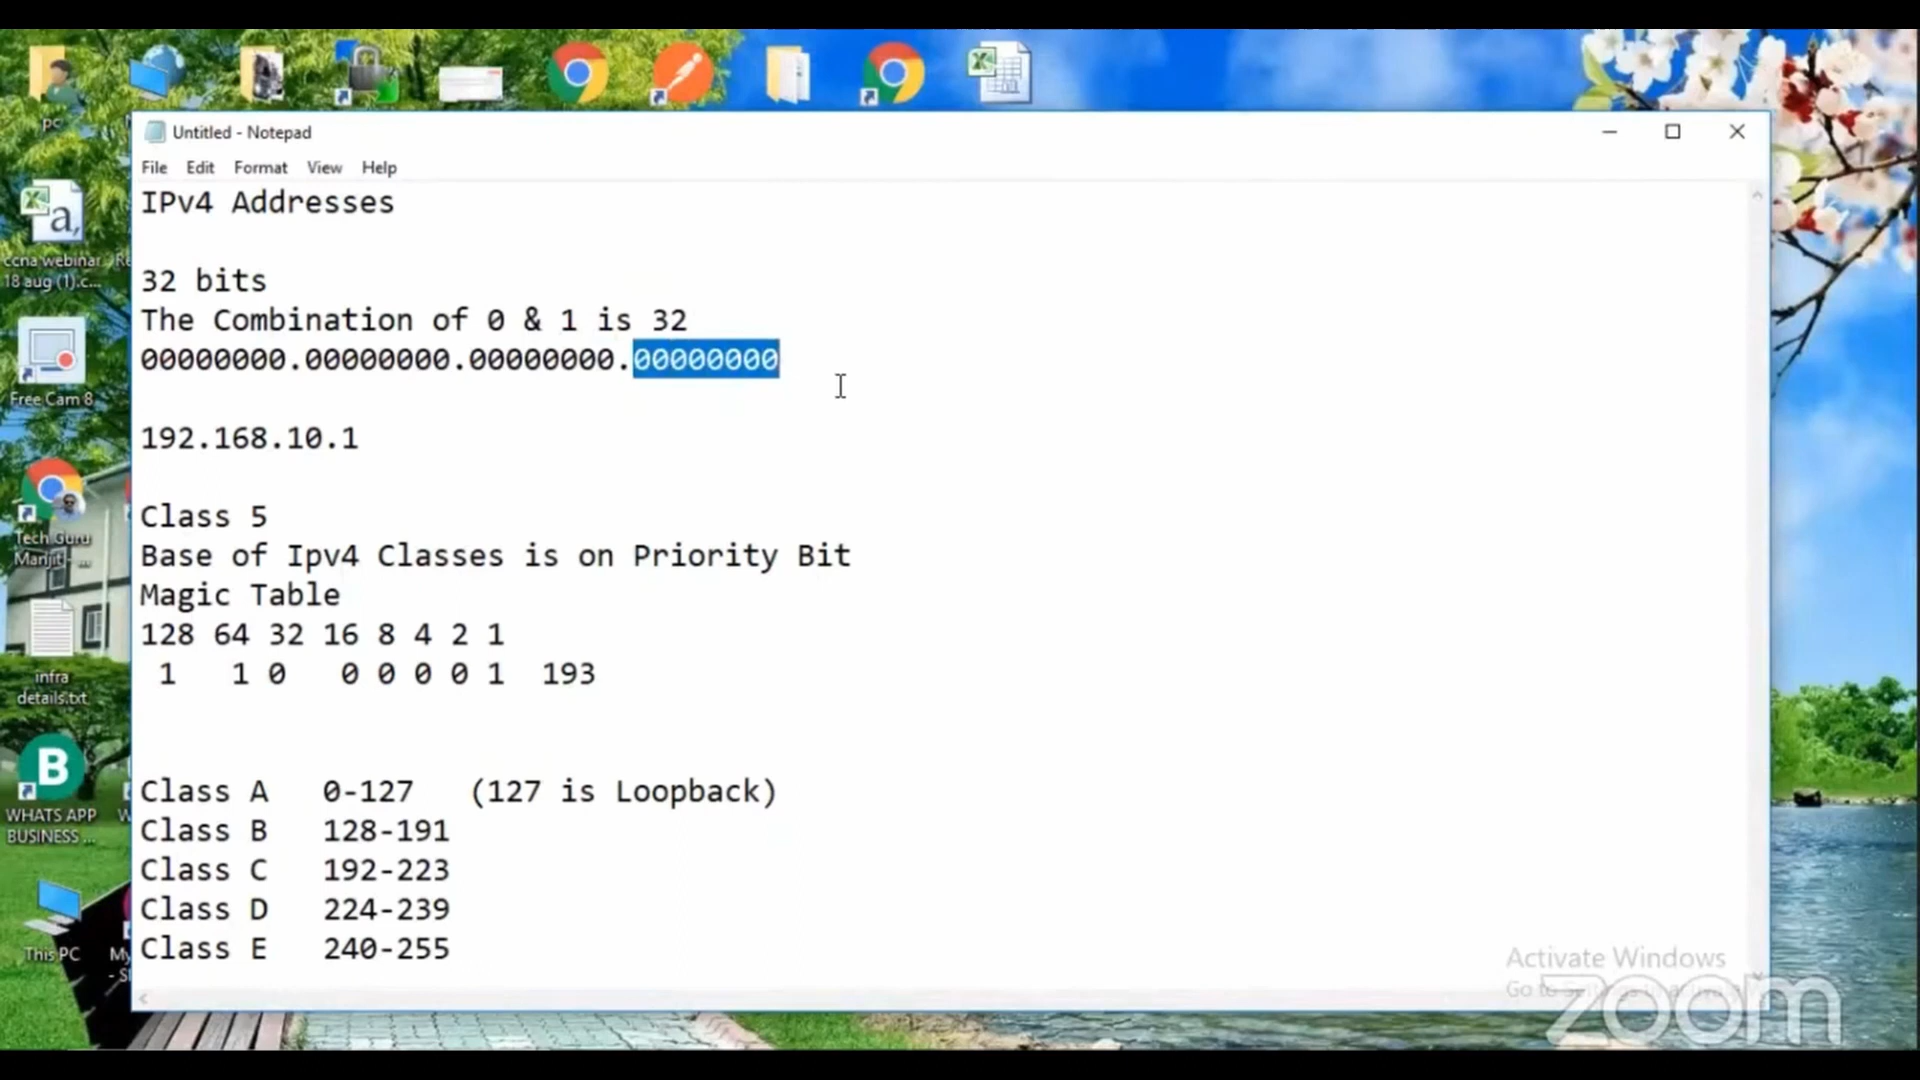 pc
Untitled - Notepad
File Edit Format View Help
IPv4 Addresses
32 bits
The Combination of 0 & 1 is 32
00000000.00000000.00000000.00000000
192.168.10.1
Class 5
Base of Ipv4 Classes is on Priority Bit
Magic Table
128 64 32 16 8 4 2 1
1 1 0 0 0 0 0 1 193
Class A 0-127 (127 is Loopback)
Class B 128-191
Class C 192-223
Class D 224-239
Class E 240-255
ccna webinar
18 aug (1).c...
Free Cam 8
Tech Guru
Manjit - ...
infra
details.txt
WHATS APP
BUSINESS ...
This PC
Activate Windows
Go to
zoom